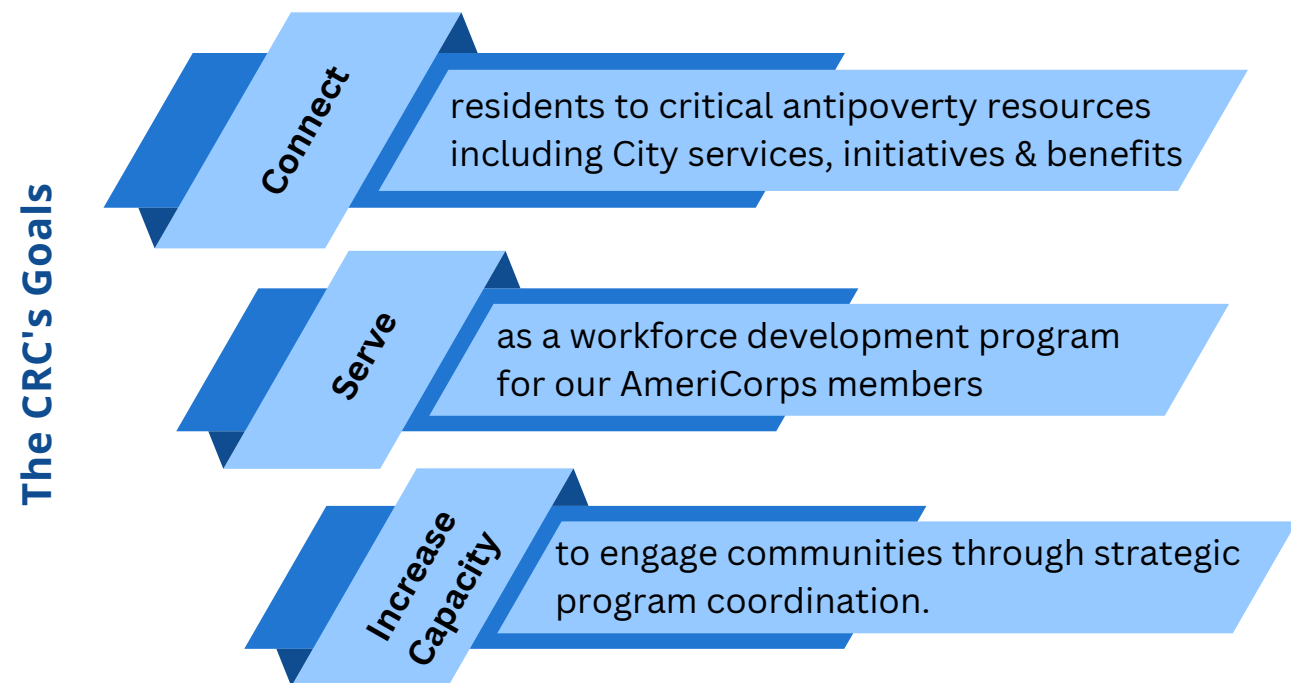 The CRC's Goals
Connect
residents to critical antipoverty resources
including City services, initiatives & benefits
Serve
as a workforce development program
for our AmeriCorps members
Increase
Capacity
to engage communities through strategic
program coordination.